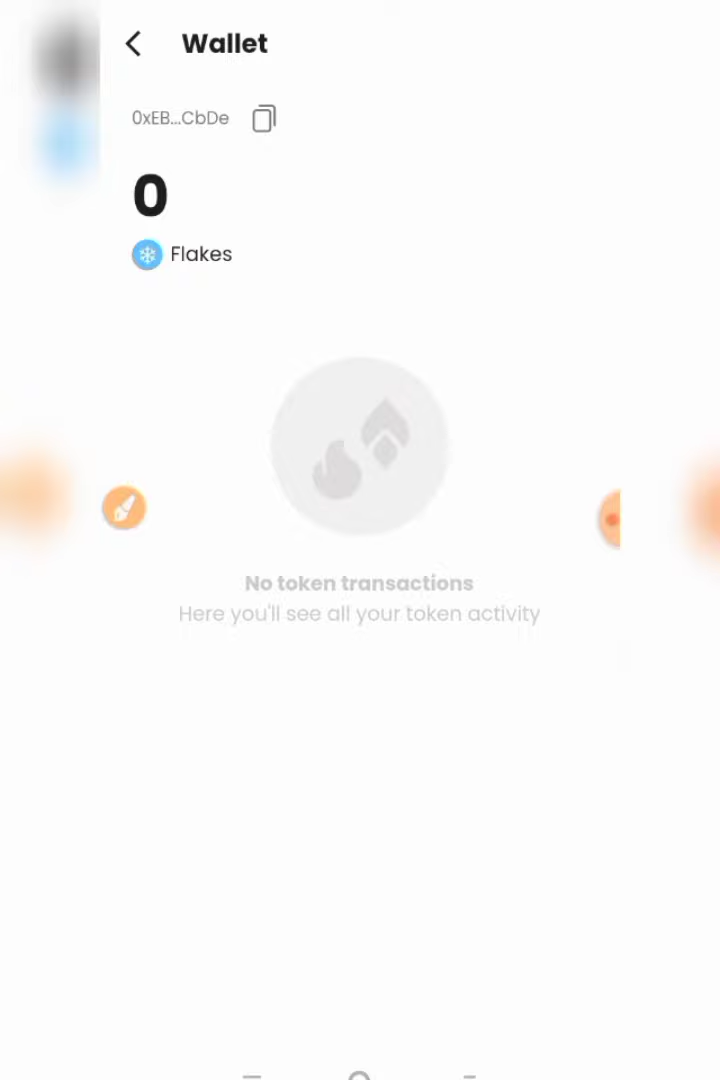 Wallet
0xEB...CbDe
0
Flakes
No token transactions
Here you'll see all your token activity